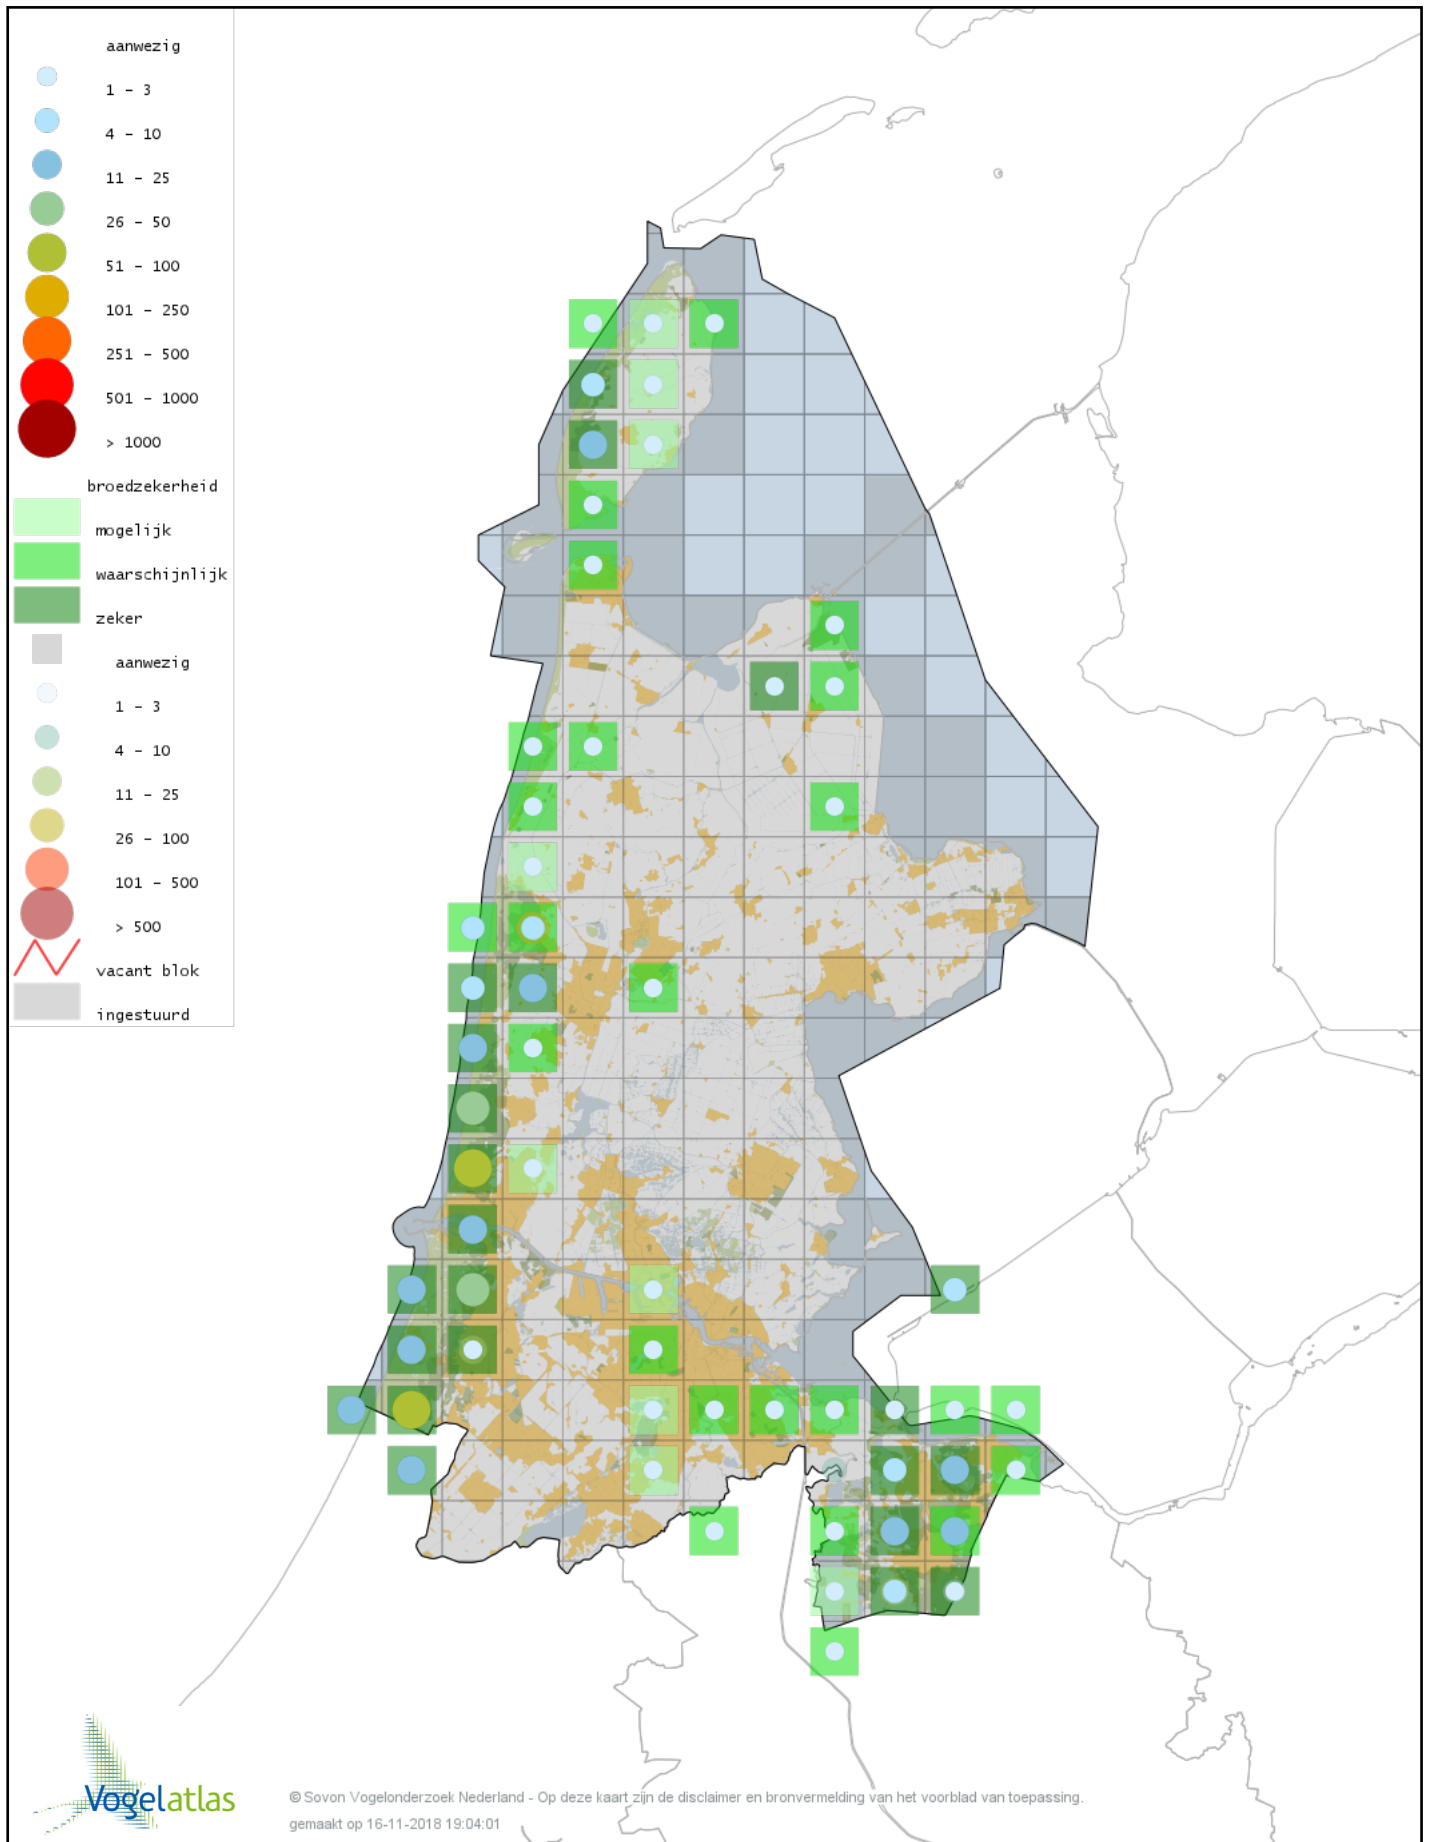 aanwezig
1 - 3
4 - 10
11 - 25
26 - 50
51 - 100
101 - 250
251 - 500
501 - 1000
> 1000
broedzekerheid
mogelijk
waarschijnlijk
zeker
aanwezig
1 - 3
4 - 10
11 - 25
26 - 100
101 - 500
> 500
vacant blok
ingestuurd
Vogelatlas
© Sovon Vogelonderzoek Nederland - Op deze kaart zijn de disclaimer en bronvermelding van het voorblad van toepassing.
gemaakt op 16-11-2018 19:04:01